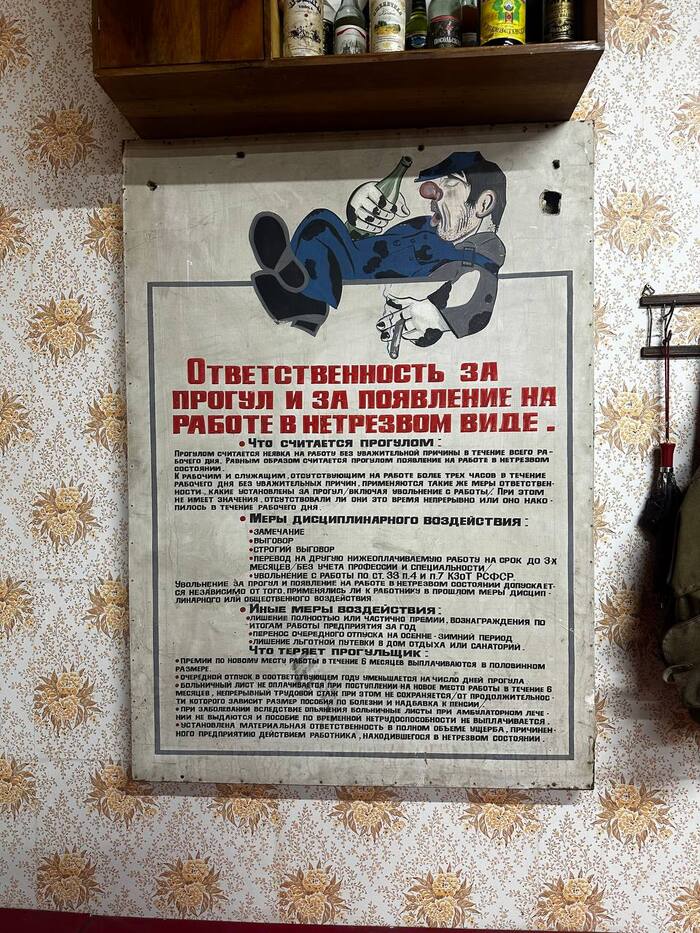 Ответственность за
прогул и за появление на
работе в нетрезвом виде.
• Что считается прогулом:
Прогулом считается неявка на работу без уважительной причины в течение всего ра-
бочего дня. Равным образом считается прогулом появление на работе в нетрезвом
состоянии.
К рабочим и служащим, отсутствующим на работе более трех часов в течение
рабочего дня без уважительных причин, применяются такие же меры ответствен-
ности, какие установлены за прогул/включая увольнение с работы/. При этом
не имеет значения, отсутствовали ли они это время непрерывно или оно нако-
пилось в течение рабочего дня.
• Меры дисциплинарного воздействия:
•замечание
•выговор
•строгий выговор
•перевод на другую нижеоплачиваемую работу на срок до 3-х
месяцев/без учета профессии и специальности/
•увольнение с работы по ст. 33 п.4 и п.7 КЗоТ РСФСР.
Увольнение за прогул и появление на работе в нетрезвом состоянии допускает-
ся независимо от того, применялись ли к работнику в прошлом меры дисцип-
линарного или общественного воздействия.
• Иные меры воздействия:
•лишение полностью или частично премии, вознаграждения по
итогам работы предприятия за год
•перенос очередного отпуска на осенне-зимний период
•лишение льготной путевки в дом отдыха или санаторий.
Что теряет прогульщик:
•премии по новому месту работы в течение 6 месяцев выплачиваются в половинном
размере.
•очередной отпуск в соответствующем году уменьшается на число дней прогула
•больничный лист не оплачивается при поступлении на новое место работы в течение 6
месяцев, непрерывный трудовой стаж при этом не сохраняется/от продолжительнос-
ти которого зависит размер пособия по болезни и надбавка к пенсии/
•при заболевании вследствие опьянения больничные листы при амбулаторном лече-
нии не выдаются и пособие по временной нетрудоспособности не выплачивается.
•установлена материальная ответственность в полном объеме ущерба, причинен-
ного предприятию действием работника, находившегося в нетрезвом состоянии.